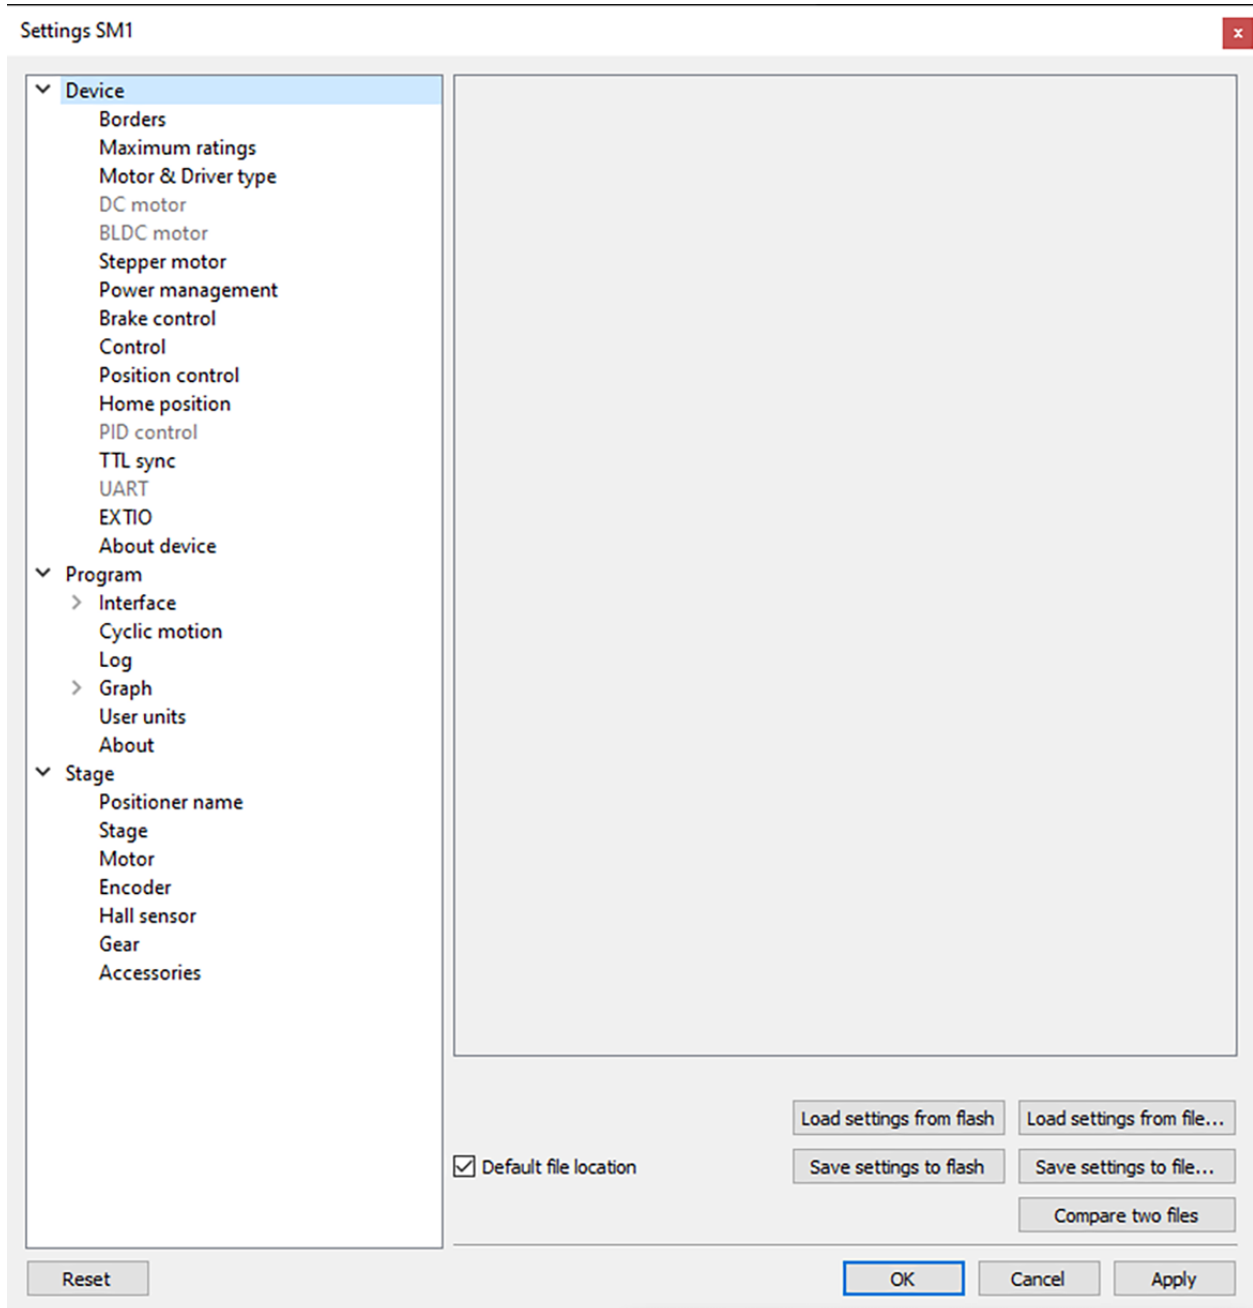 Settings SM1
x
Device
Borders
Maximum ratings
Motor & Driver type
DC motor
BLDC motor
Stepper motor
Power management
Brake control
Control
Position control
Home position
PID control
TTL sync
UART
EXTIO
About device
Program
Interface
Cyclic motion
Log
Graph
User units
About
Stage
Positioner name
Stage
Motor
Encoder
Hall sensor
Gear
Accessories
Load settings from flash
Load settings from file...
Default file location
Save settings to flash
Save settings to file...
Compare two files
Reset
OK
Cancel
Apply